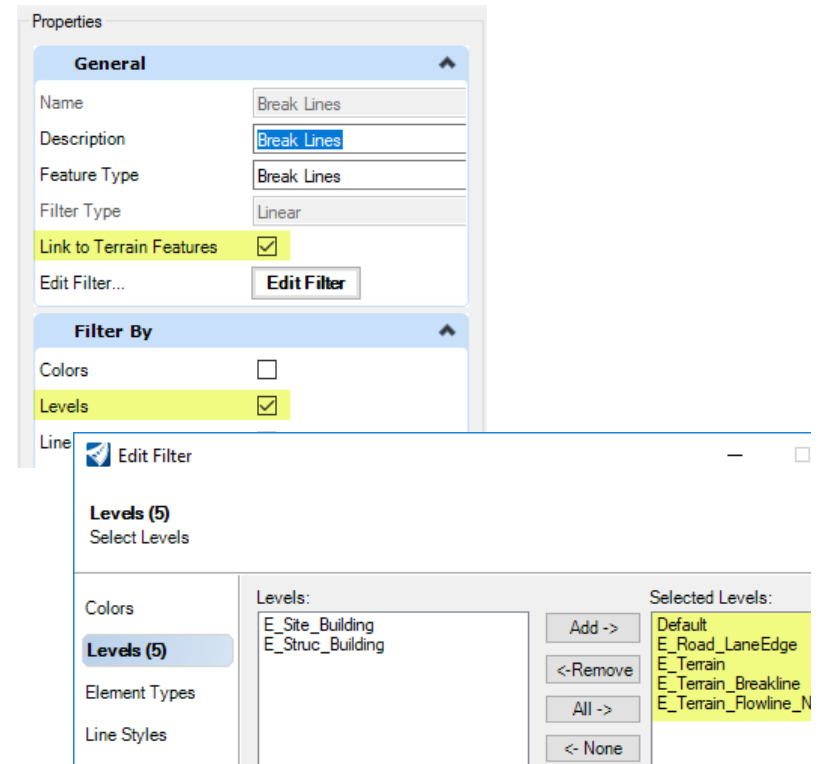 Properties
General
Name Break Lines
Description Break Lines
Feature Type Break Lines
Filter Type Linear
Link to Terrain Features
Edit Filter... Edit Filter
Filter By
Colors
Levels
Line
Edit Filter
Levels (5)
Select Levels
Colors
Levels (5)
Element Types
Line Styles
Levels:
E_Site_Building
E_Struc_Building
Add ->
<-Remove
All ->
<- None
Selected Levels:
Default
E_Road_LaneEdge
E_Terrain
E_Terrain_Breakline
E_Terrain_Flowline_N